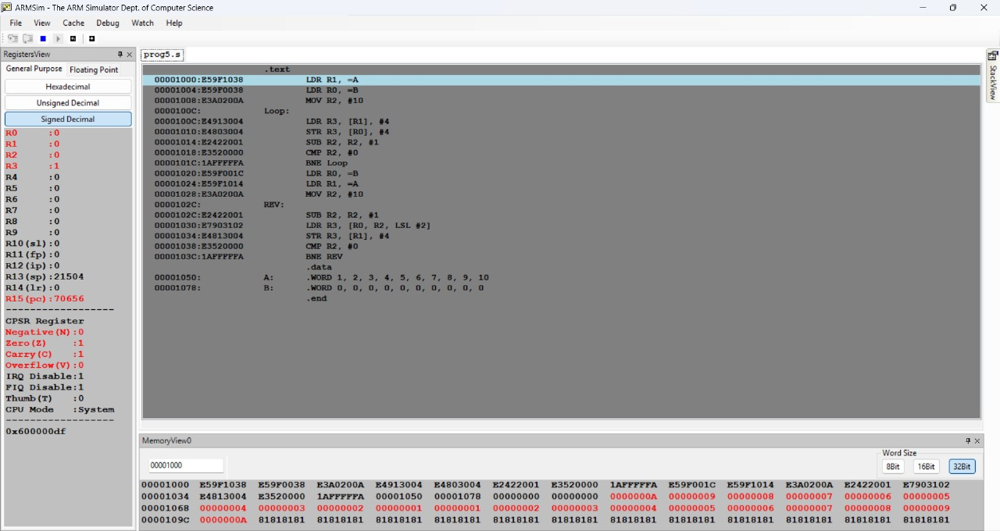 ARMSim - The ARM Simulator Dept. of Computer Science
File View Cache Debug Watch Help
RegistersView
General Purpose Floating Point
Hexadecimal
Unsigned Decimal
Signed Decimal
R0 :0
R1 :0
R2 :0
R3 :1
R4 :0
R5 :0
R6 :0
R7 :0
R8 :0
R9 :0
R10(sl):0
R11(fp):0
R12(ip):0
R13(sp):21504
R14(lr):0
R15(pc):70656
-------------------
CPSR Register
Negative(N):0
Zero(Z) :1
Carry(C) :1
Overflow(V):0
IRQ Disable:1
FIQ Disable:1
Thumb(T) :0
CPU Mode :System
-------------------
0x600000df
prog5.s
.text
00001000:E59F1038 LDR R1, =A
00001004:E59F0038 LDR R0, =B
00001008:E3A0200A MOV R2, #10
0000100C: Loop:
0000100C:E4913004 LDR R3, [R1], #4
00001010:E4803004 STR R3, [R0], #4
00001014:E2422001 SUB R2, R2, #1
00001018:E3520000 CMP R2, #0
0000101C:1AFFFFFA BNE Loop
00001020:E59F001C LDR R0, =B
00001024:E59F1014 LDR R1, =A
00001028:E3A0200A MOV R2, #10
0000102C: REV:
0000102C:E2422001 SUB R2, R2, #1
00001030:E7903102 LDR R3, [R0, R2, LSL #2]
00001034:E4813004 STR R3, [R1], #4
00001038:E3520000 CMP R2, #0
0000103C:1AFFFFFA BNE REV
.data
00001050: A: .WORD 1, 2, 3, 4, 5, 6, 7, 8, 9, 10
00001078: B: .WORD 0, 0, 0, 0, 0, 0, 0, 0, 0, 0
.end
StackView
MemoryView0
00001000
Word Size
8Bit 16Bit 32Bit
00001000 E59F1038 E59F0038 E3A0200A E4913004 E4803004 E2422001 E3520000 1AFFFFFA E59F001C E59F1014 E3A0200A E2422001 E7903102
00001034 E4813004 E3520000 1AFFFFFA 00001050 00001078 00000000 00000000 0000000A 00000009 00000008 00000007 00000006 00000005
00001068 00000004 00000003 00000002 00000001 00000001 00000002 00000003 00000004 00000005 00000006 00000007 00000008 00000009
0000109C 0000000A 81818181 81818181 81818181 81818181 81818181 81818181 81818181 81818181 81818181 81818181 81818181 81818181